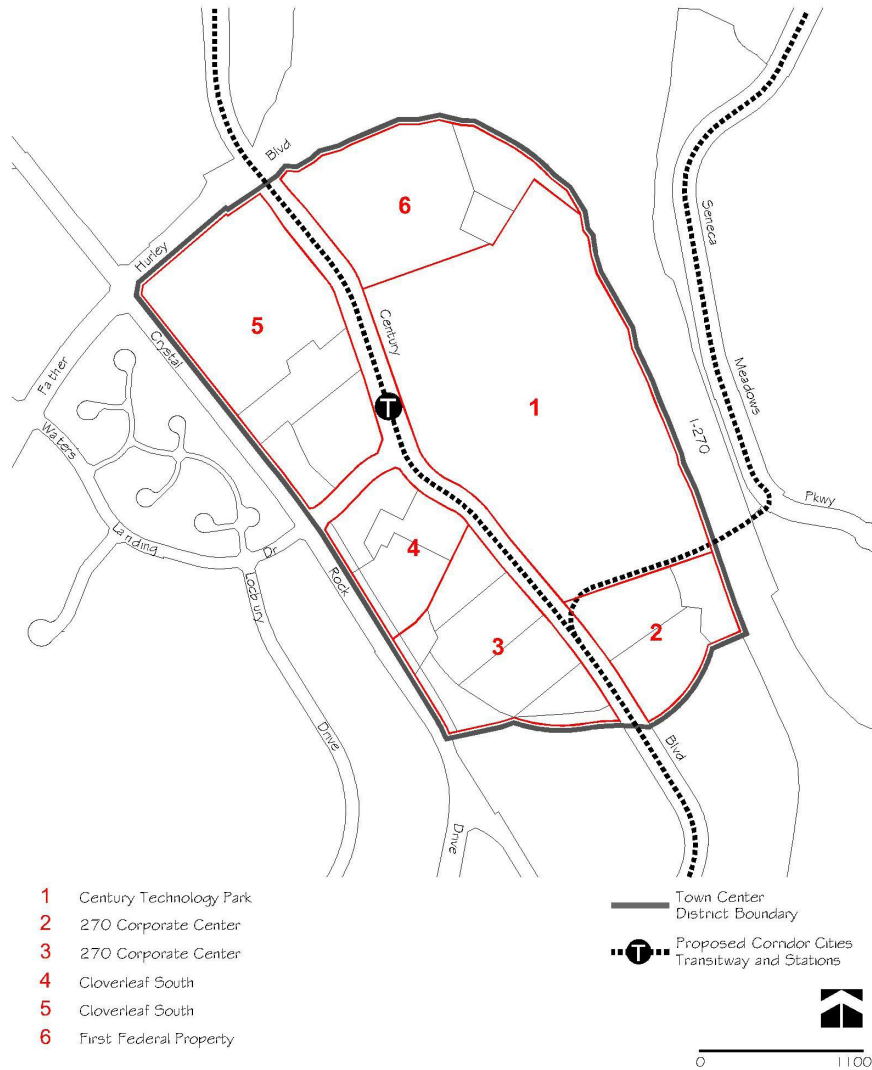 Blvd
Hurley
6
Seneca
5
Century
Crystal
Father
1
Meadows
I-270
Waters
Pkwy
T
Landing
Dr
4
Rock
Locbury
3
2
Drive
Blvd
Drive
1 Century Technology Park
2 270 Corporate Center
3 270 Corporate Center
4 Cloverleaf South
5 Cloverleaf South
6 First Federal Property
Town Center
District Boundary
T Proposed Corridor Cities
Transitway and Stations
0 1100